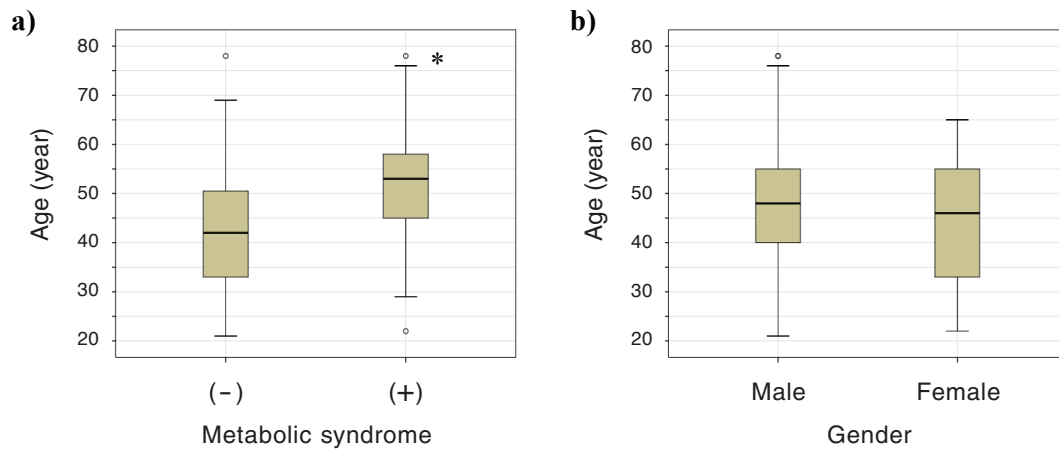 a)
Age (year)
80
70
60
50
40
30
20
*
(-) (+)
Metabolic syndrome
b)
Age (year)
80
70
60
50
40
30
20
Male Female
Gender